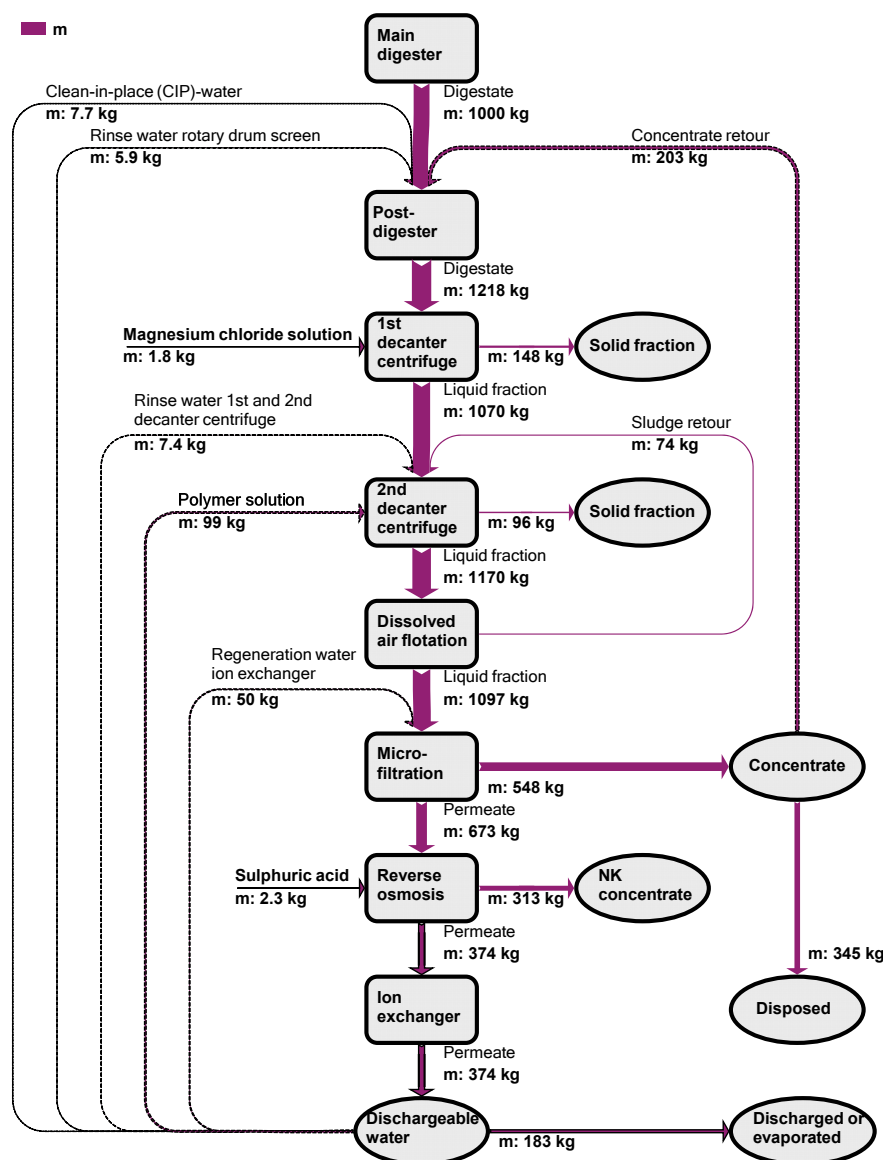 m
Main
digester
Clean-in-place (CIP)-water
m: 7.7 kg
Digestate
m: 1000 kg
Rinse water rotary drum screen
m: 5.9 kg
Concentrate retour
m: 203 kg
Post-
digester
Digestate
m: 1218 kg
Magnesium chloride solution
m: 1.8 kg
1st
decanter
centrifuge
m: 148 kg
Solid fraction
Liquid fraction
m: 1070 kg
Rinse water 1st and 2nd
decanter centrifuge
m: 7.4 kg
Sludge retour
m: 74 kg
Polymer solution
m: 99 kg
2nd
decanter
centrifuge
m: 96 kg
Solid fraction
Liquid fraction
m: 1170 kg
Dissolved
air flotation
Regeneration water
ion exchanger
m: 50 kg
Liquid fraction
m: 1097 kg
Micro-
filtration
m: 548 kg
Concentrate
Permeate
m: 673 kg
Sulphuric acid
m: 2.3 kg
Reverse
osmosis
m: 313 kg
NK
concentrate
Permeate
m: 374 kg
m: 345 kg
Ion
exchanger
Disposed
Permeate
m: 374 kg
Dischargeable
water
m: 183 kg
Discharged or
evaporated